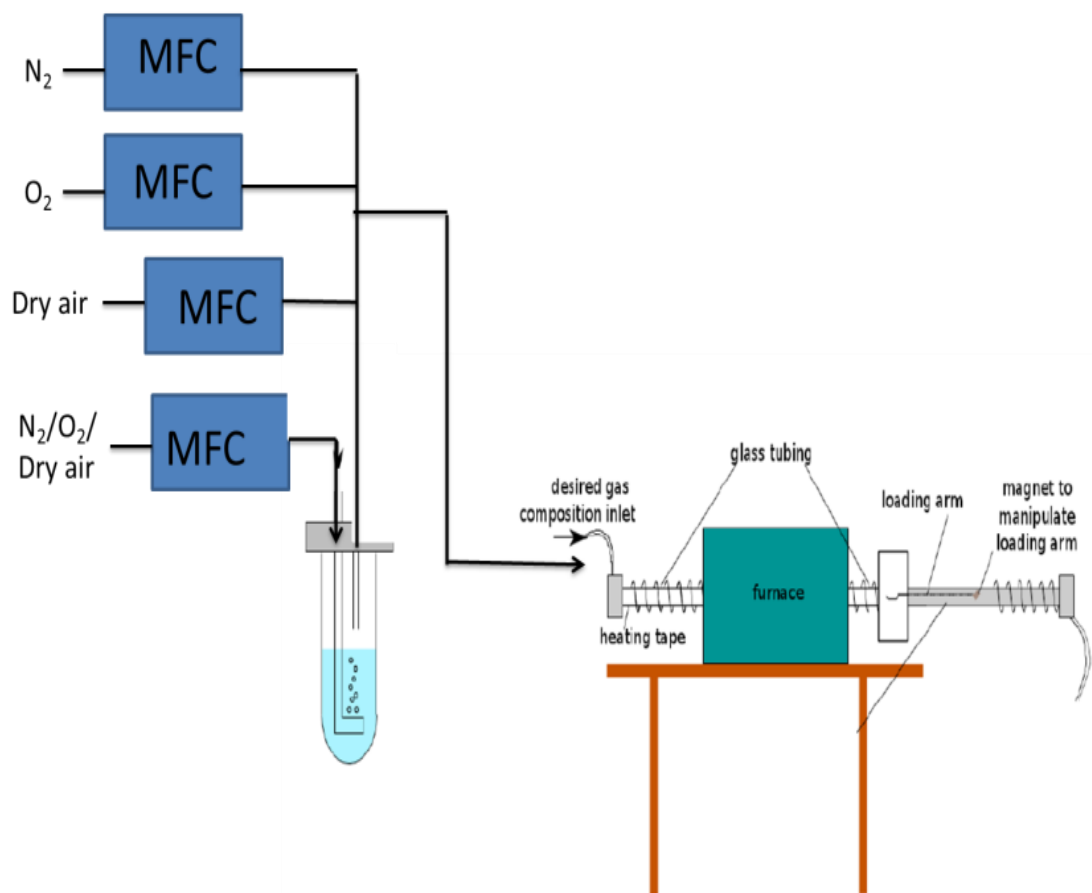 N₂
MFC
O₂
MFC
Dry air
MFC
N₂/O₂/
Dry air
MFC
glass tubing
desired gas
composition inlet
loading arm
magnet to
manipulate
loading arm
furnace
heating tape